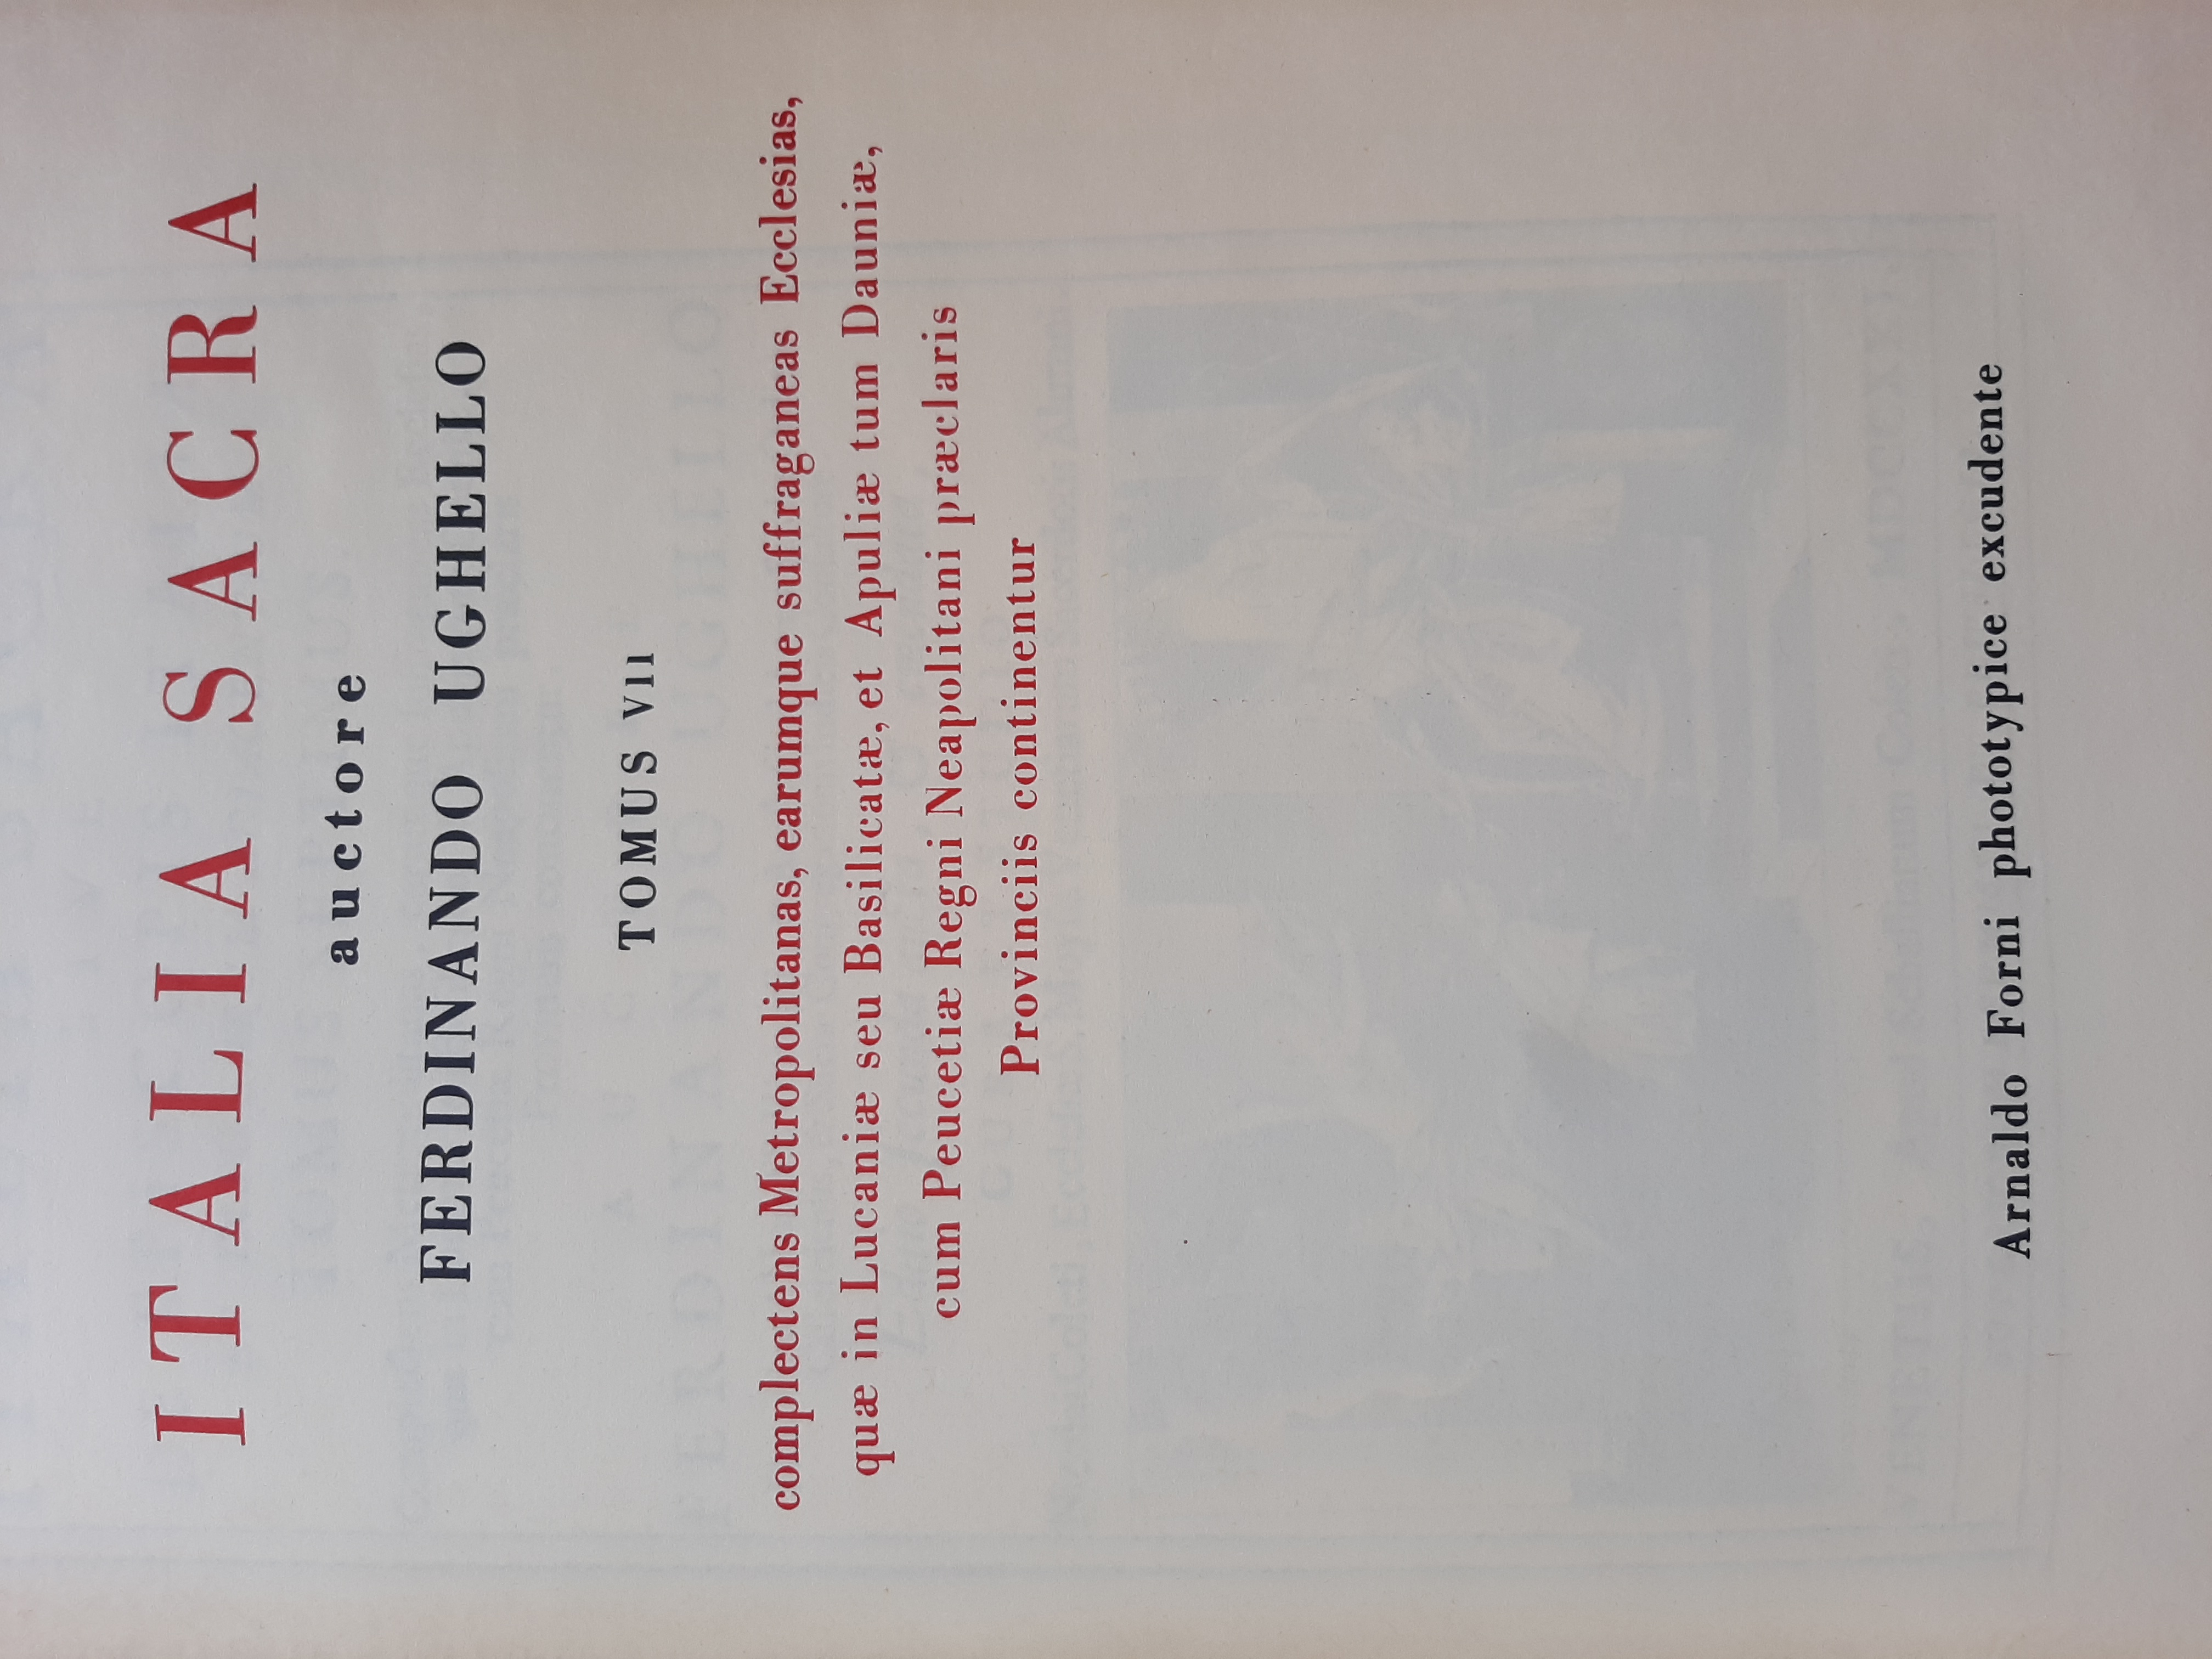 ITALIA SACRA
auctore
FERDINANDO UGHELLO
TOMUS VII
complectens Metropolitanas, earumque suffraganeas Ecclesias,
quæ in Lucaniæ seu Basilicatæ, et Apuliæ tum Dauniæ,
cum Peucetiæ Regni Neapolitani præclaris
Provinciis continentur
Arnaldo Forni phototypice excudente